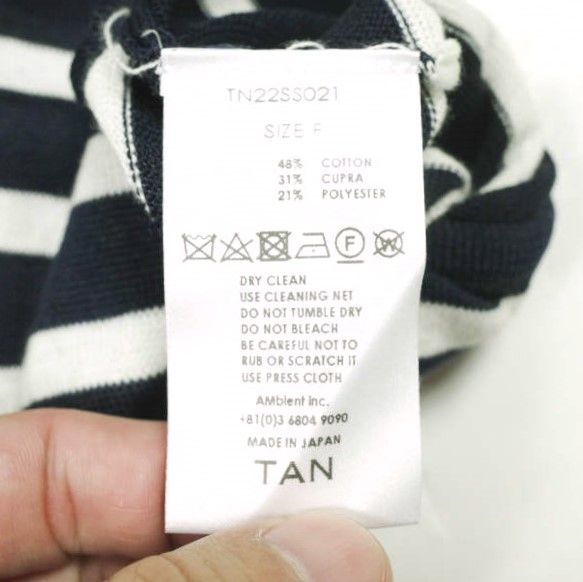 TN22SS021
SIZE F
48% COTTON
31% CUPRA
21% POLYESTER
F W
DRY CLEAN
USE CLEANING NET
DO NOT TUMBLE DRY
DO NOT BLEACH
BE CAREFUL NOT TO
RUB OR SCRATCH IT
USE PRESS CLOTH
AMbient Inc.
+81(0)3 6804 9090
MADE IN JAPAN
TAN